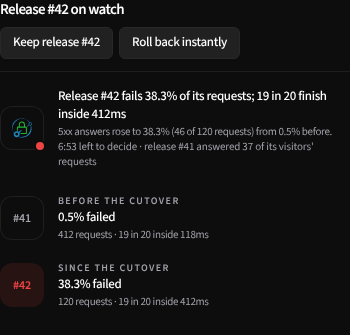 Release #42 on watch
Keep release #42
Roll back instantly
Release #42 fails 38.3% of its requests; 19 in 20 finish
inside 412ms
5xx answers rose to 38.3% (46 of 120 requests) from 0.5% before.
6:53 left to decide · release #41 answered 37 of its visitors'
requests
#41
BEFORE THE CUTOVER
0.5% failed
412 requests · 19 in 20 inside 118ms
#42
SINCE THE CUTOVER
38.3% failed
120 requests · 19 in 20 inside 412ms